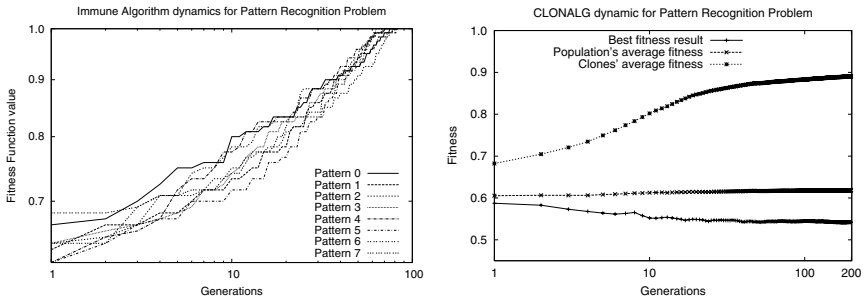 Immune Algorithm dynamics for Pattern Recognition Problem
1.0
0.9
0.8
0.7
Fitness Function value
Pattern 0
Pattern 1
Pattern 2
Pattern 3
Pattern 4
Pattern 5
Pattern 6
Pattern 7
1
10
100
Generations
CLONALG dynamic for Pattern Recognition Problem
Best fitness result
Population's average fitness
Clones' average fitness
1.0
0.9
0.8
0.7
0.6
0.5
Fitness
1
10
100
200
Generations